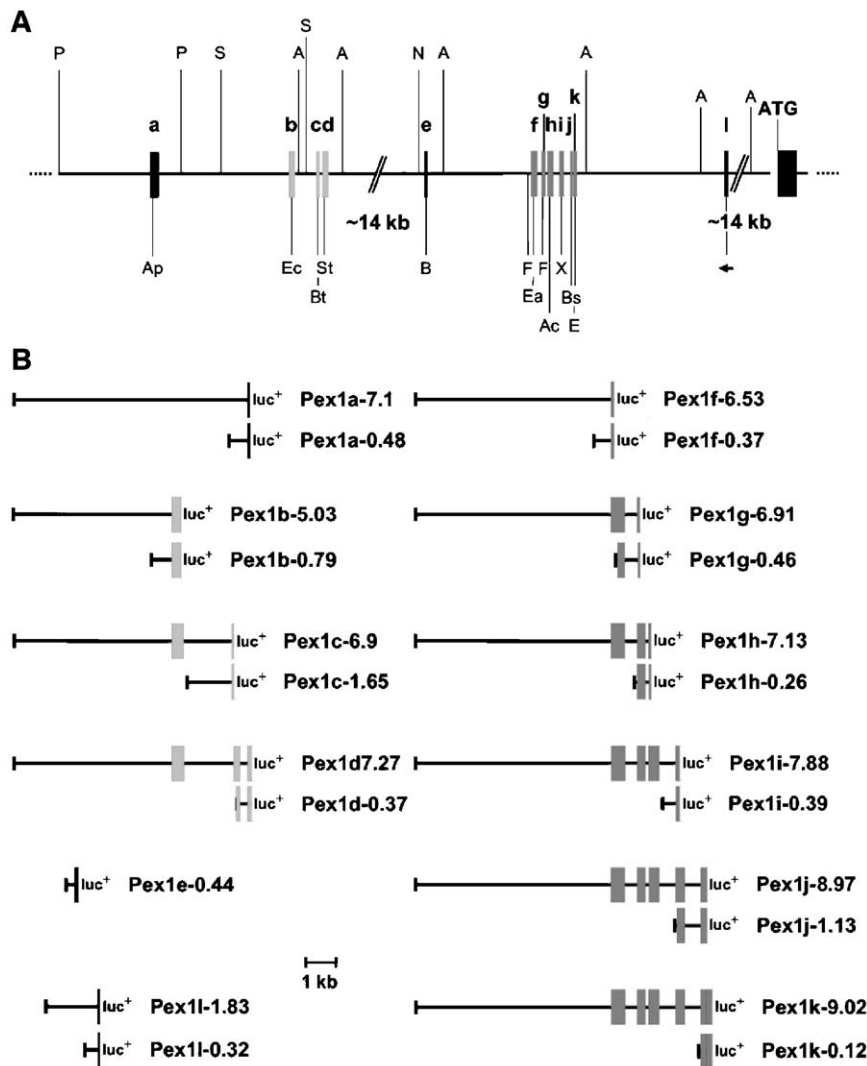 A
S
P P S A A N A A A A ATG
g k
a b cd e f hi j l
~14 kb ~14 kb
Ap Ec St B F F X
Bt Ea Bs
Ac E
B
luc+ Pex1a-7.1 luc+ Pex1f-6.53
luc+ Pex1a-0.48 luc+ Pex1f-0.37
luc+ Pex1b-5.03 luc+ Pex1g-6.91
luc+ Pex1b-0.79 luc+ Pex1g-0.46
luc+ Pex1c-6.9 luc+ Pex1h-7.13
luc+ Pex1c-1.65 luc+ Pex1h-0.26
luc+ Pex1d7.27 luc+ Pex1i-7.88
luc+ Pex1d-0.37 luc+ Pex1i-0.39
luc+ Pex1e-0.44 luc+ Pex1j-8.97
luc+ Pex1j-1.13
1 kb
luc+ Pex1l-1.83 luc+ Pex1k-9.02
luc+ Pex1l-0.32 luc+ Pex1k-0.12